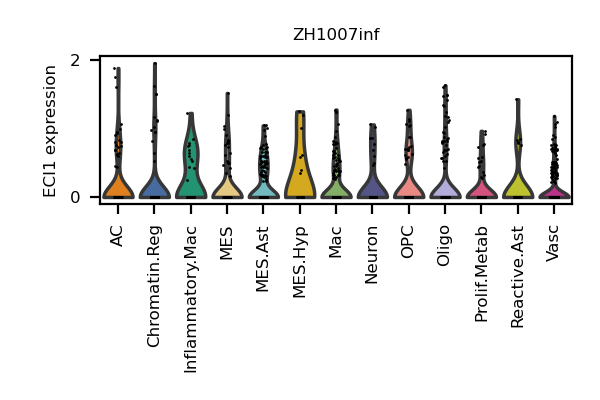 ZH1007inf
ECI1 expression
2
0
AC
Chromatin.Reg
Inflammatory.Mac
MES
MES.Ast
MES.Hyp
Mac
Neuron
OPC
Oligo
Prolif.Metab
Reactive.Ast
Vasc